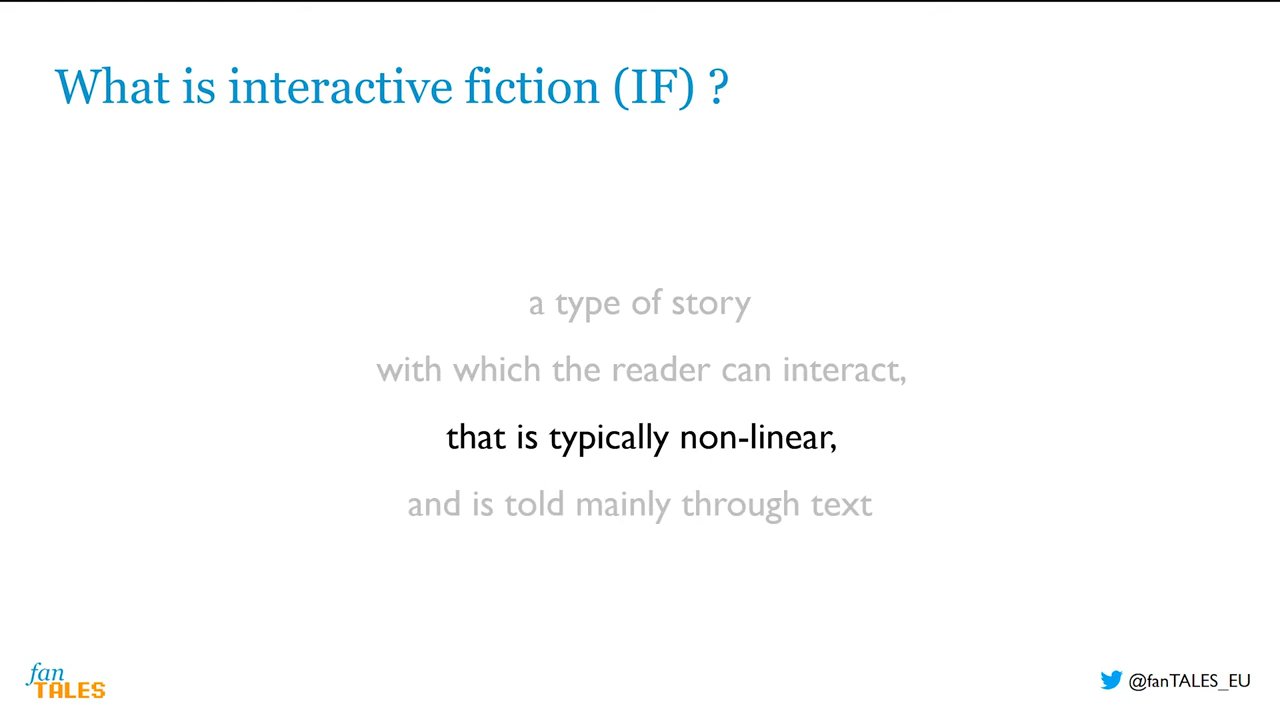 What is interactive fiction (IF) ?
a type of story
with which the reader can interact,
that is typically non-linear,
and is told mainly through text
fan
TALES
@fanTALES_EU